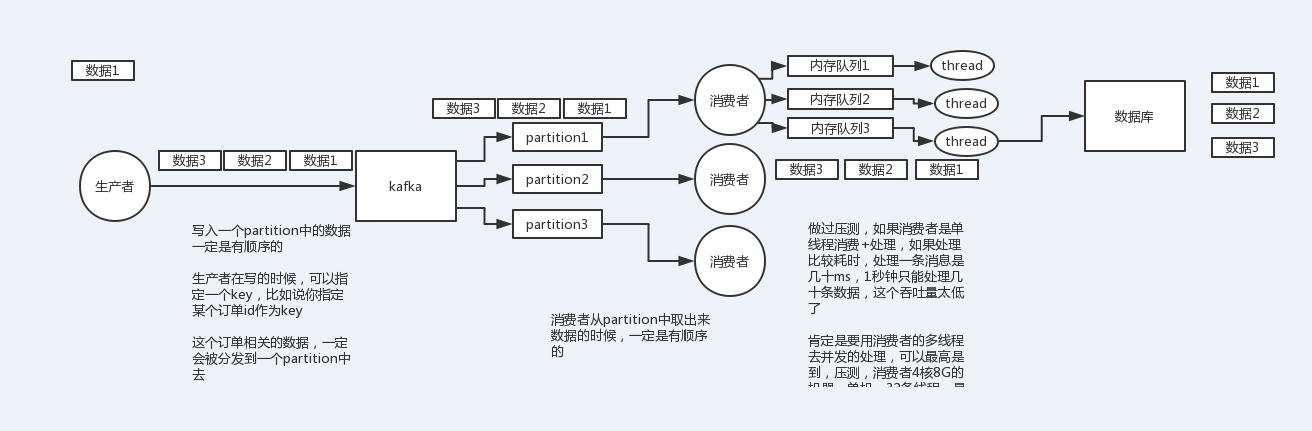 数据1
数据3 数据2 数据1
生产者
kafka
数据3 数据2 数据1
partition1
partition2
partition3
消费者
消费者
消费者
内存队列1
内存队列2
内存队列3
thread
thread
thread
数据3 数据2 数据1
数据库
数据1
数据2
数据3
写入一个partition中的数据
一定是有顺序的
生产者在写的时候，可以指
定一个key，比如说你指定
某个订单id作为key
这个订单相关的数据，一定
会被分发到一个partition中
去
消费者从partition中取出来
数据的时候，一定是有顺序
的
做过压测，如果消费者是单
线程消费+处理，如果处理
比较耗时，处理一条消息是
几十ms，1秒钟只能处理几
十条数据，这个吞吐量太低
了
肯定是要用消费者的多线程
去并发的处理，可以最高是
到，压测，消费者4核8G的